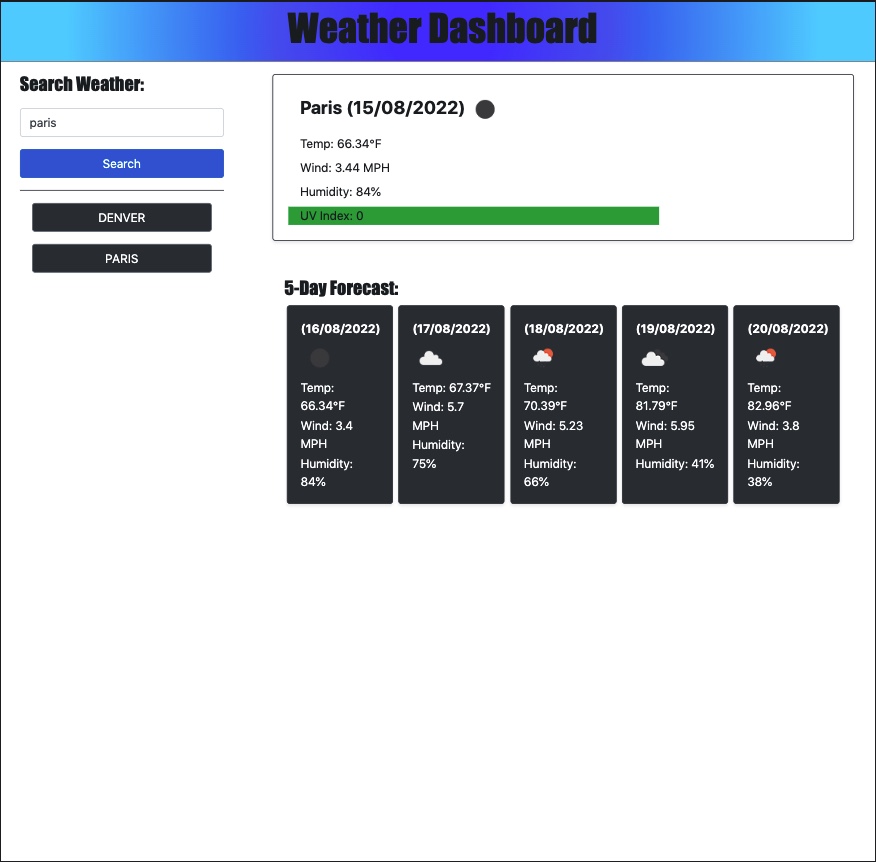 Weather Dashboard
Search Weather:
paris
Search
DENVER
PARIS
Paris (15/08/2022)
Temp: 66.34°F
Wind: 3.44 MPH
Humidity: 84%
UV Index: 0
5-Day Forecast:
(16/08/2022)
Temp:
66.34°F
Wind: 3.4
MPH
Humidity:
84%
(17/08/2022)
Temp: 67.37°F
Wind: 5.7
MPH
Humidity:
75%
(18/08/2022)
Temp:
70.39°F
Wind: 5.23
MPH
Humidity:
66%
(19/08/2022)
Temp:
81.79°F
Wind: 5.95
MPH
Humidity: 41%
(20/08/2022)
Temp:
82.96°F
Wind: 3.8
MPH
Humidity:
38%